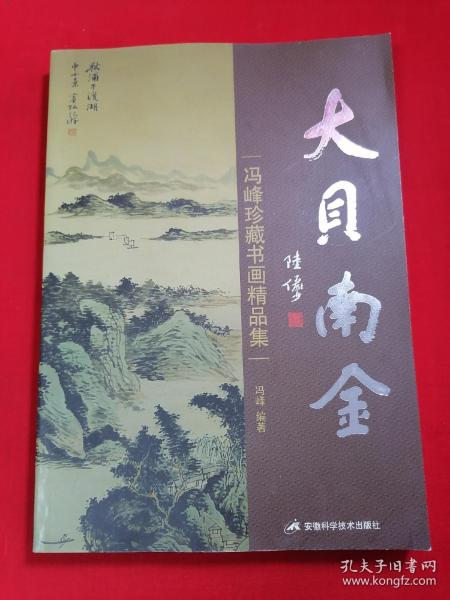 大贝南金
陆俨少
冯峰珍藏书画精品集
冯峰 编著
安徽科学技术出版社
孔夫子旧书网
www.kongfz.com